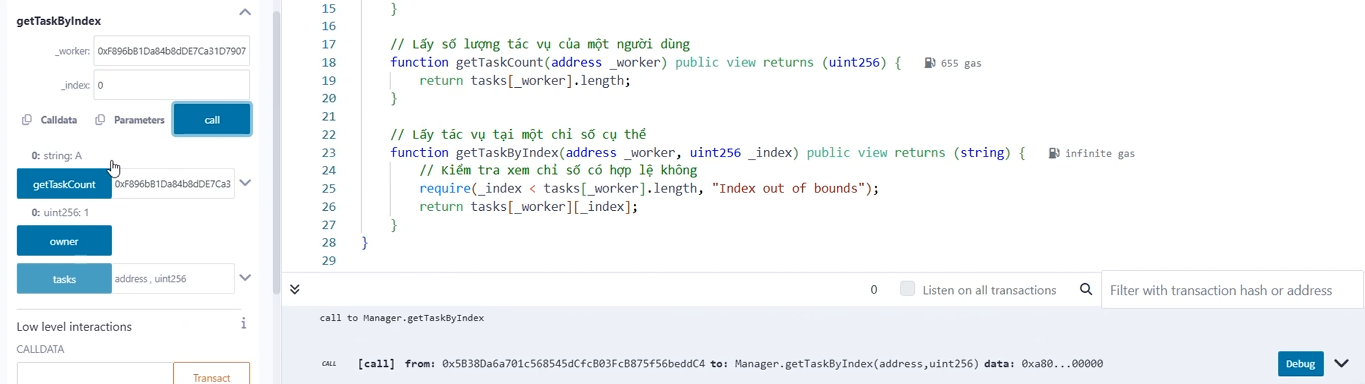 getTaskByIndex
_worker: 0xF896bB1Da84b8dDE7Ca31D7907
_index: 0
Calldata Parameters call
0: string: A
getTaskCount 0xF896bB1Da84b8dDE7Ca3
0: uint256: 1
owner
tasks address , uint256
Low level interactions i
CALLDATA
Transact
15 }
16
17 // Lấy số lượng tác vụ của một người dùng
18 function getTaskCount(address _worker) public view returns (uint256) { 655 gas
19 return tasks[_worker].length;
20 }
21
22 // Lấy tác vụ tại một chỉ số cụ thể
23 function getTaskByIndex(address _worker, uint256 _index) public view returns (string) { infinite gas
24 // Kiểm tra xem chỉ số có hợp lệ không
25 require(_index < tasks[_worker].length, "Index out of bounds");
26 return tasks[_worker][_index];
27 }
28 }
29
0 Listen on all transactions Filter with transaction hash or address
call to Manager.getTaskByIndex
CALL [call] from: 0x5B38Da6a701c568545dCfcB03FcB875f56beddC4 to: Manager.getTaskByIndex(address,uint256) data: 0xa80...00000 Debug